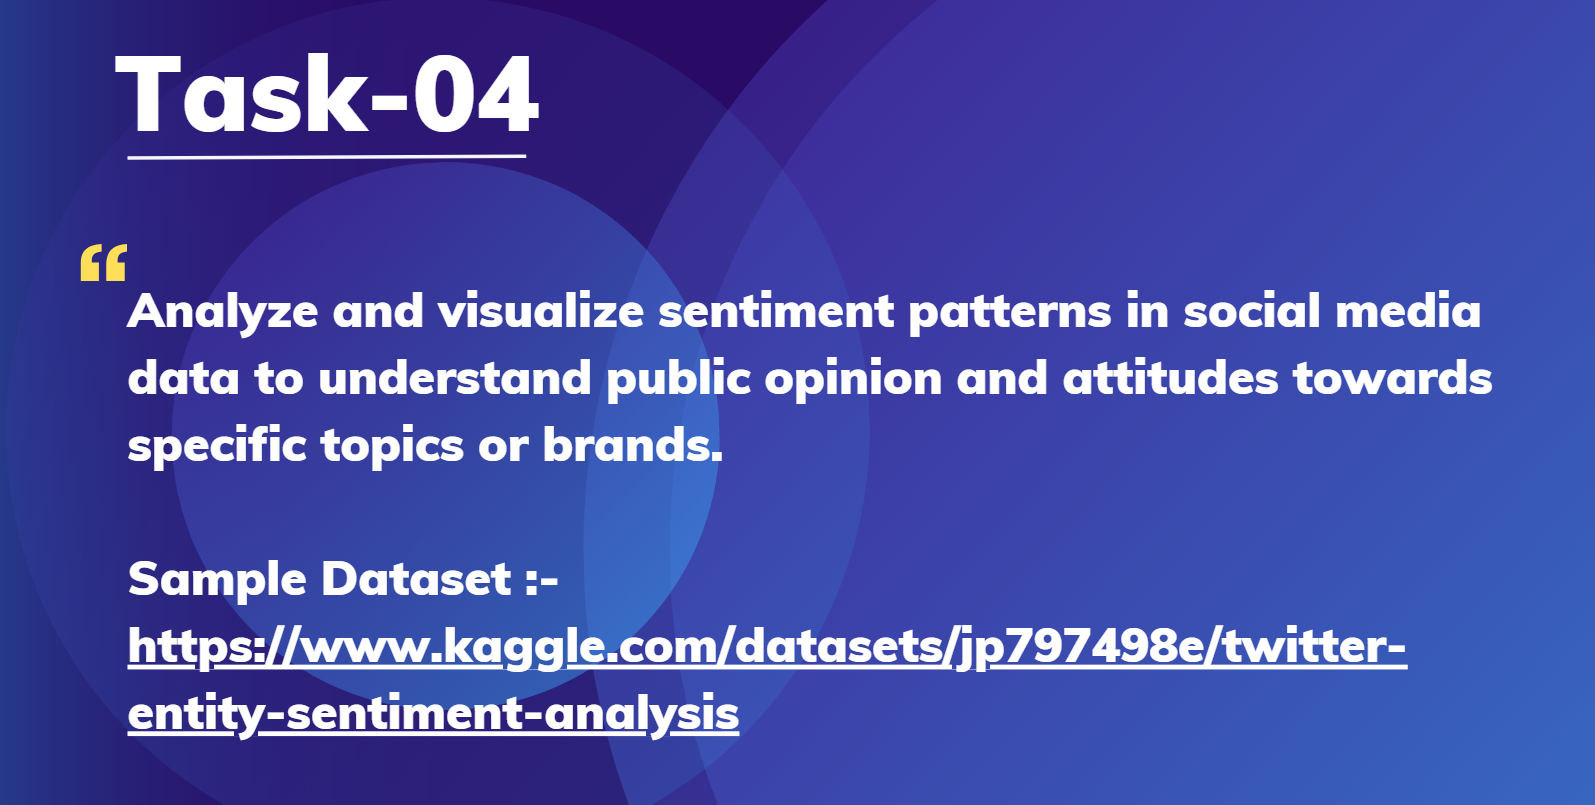 Task-04
“
Analyze and visualize sentiment patterns in social media
data to understand public opinion and attitudes towards
specific topics or brands.
Sample Dataset :-
https://www.kaggle.com/datasets/jp797498e/twitter-
entity-sentiment-analysis